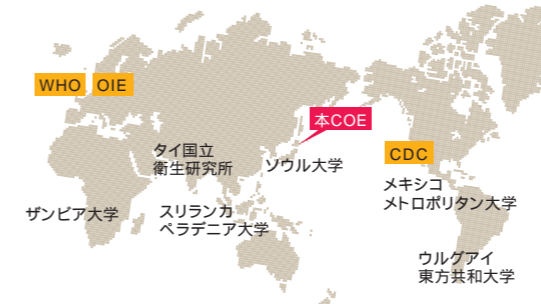 WHO
OIE
本COE
タイ国立
衛生研究所
ソウル大学
CDC
メキシコ
メトロポリタン大学
ザンビア大学
スリランカ
ペラデニア大学
ウルグアイ
東方共和大学